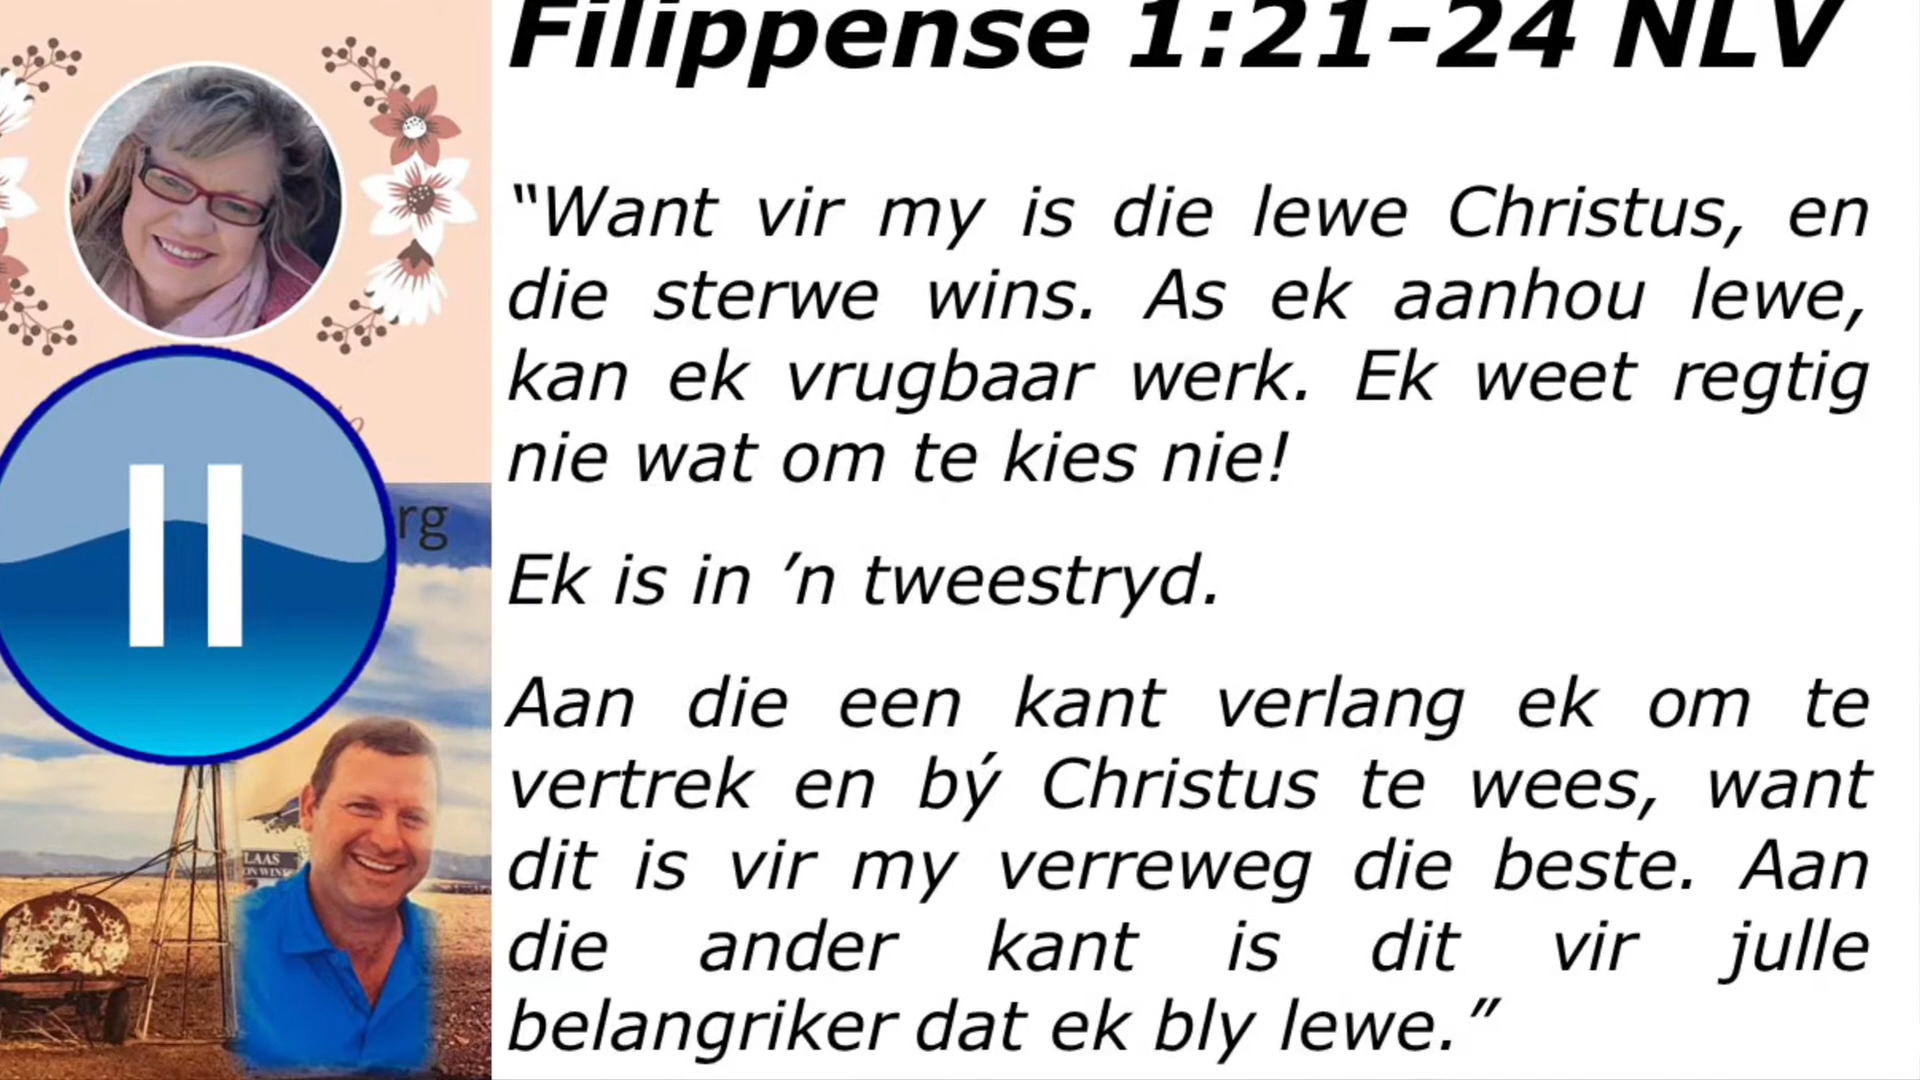 Filippense 1:21-24 NLV
“Want vir my is die lewe Christus, en
die sterwe wins. As ek aanhou lewe,
kan ek vrugbaar werk. Ek weet regtig
nie wat om te kies nie!
Ek is in ’n tweestryd.
Aan die een kant verlang ek om te
vertrek en bý Christus te wees, want
dit is vir my verreweg die beste. Aan
die ander kant is dit vir julle
belangriker dat ek bly lewe.”
rg
LAAS